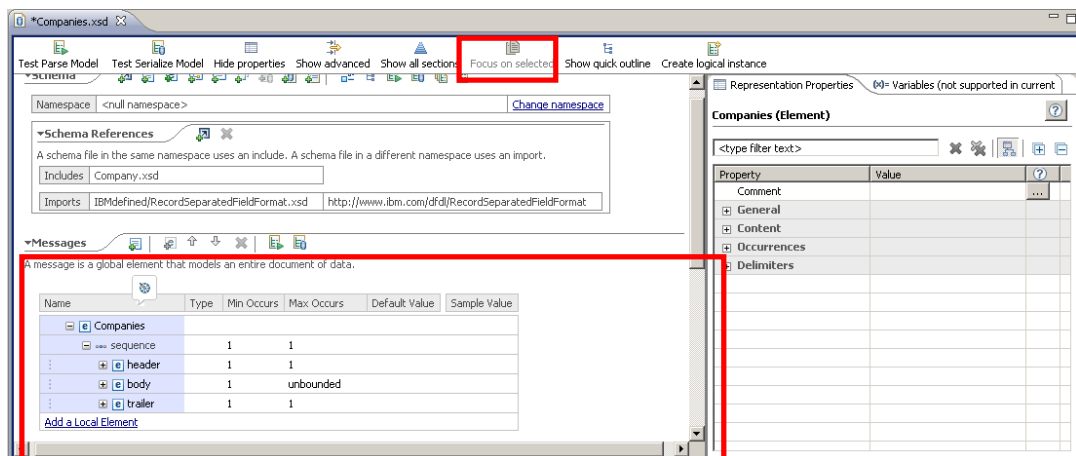 *Companies.xsd
Test Parse Model Test Serialize Model Hide properties Show advanced Show all sections Focus on selected Show quick outline Create logical instance
Schema
Namespace <null namespace> Change namespace
Schema References
A schema file in the same namespace uses an include. A schema file in a different namespace uses an import.
Includes Company.xsd
Imports IBMdefined/RecordSeparatedFieldFormat.xsd http://www.ibm.com/dfdl/RecordSeparatedFieldFormat
Messages
A message is a global element that models an entire document of data.
Name Type Min Occurs Max Occurs Default Value Sample Value
e Companies
sequence 1 1
e header 1 1
e body 1 unbounded
e trailer 1 1
Add a Local Element
Representation Properties (x)= Variables (not supported in current
Companies (Element)
<type filter text>
Property Value
Comment ...
General
Content
Occurrences
Delimiters